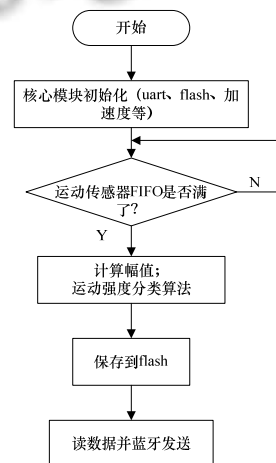 开始
核心模块初始化（uart、flash、加
速度等）
运动传感器FIFO是否满
了?
N
Y
计算幅值；
运动强度分类算法
保存到flash
读数据并蓝牙发送